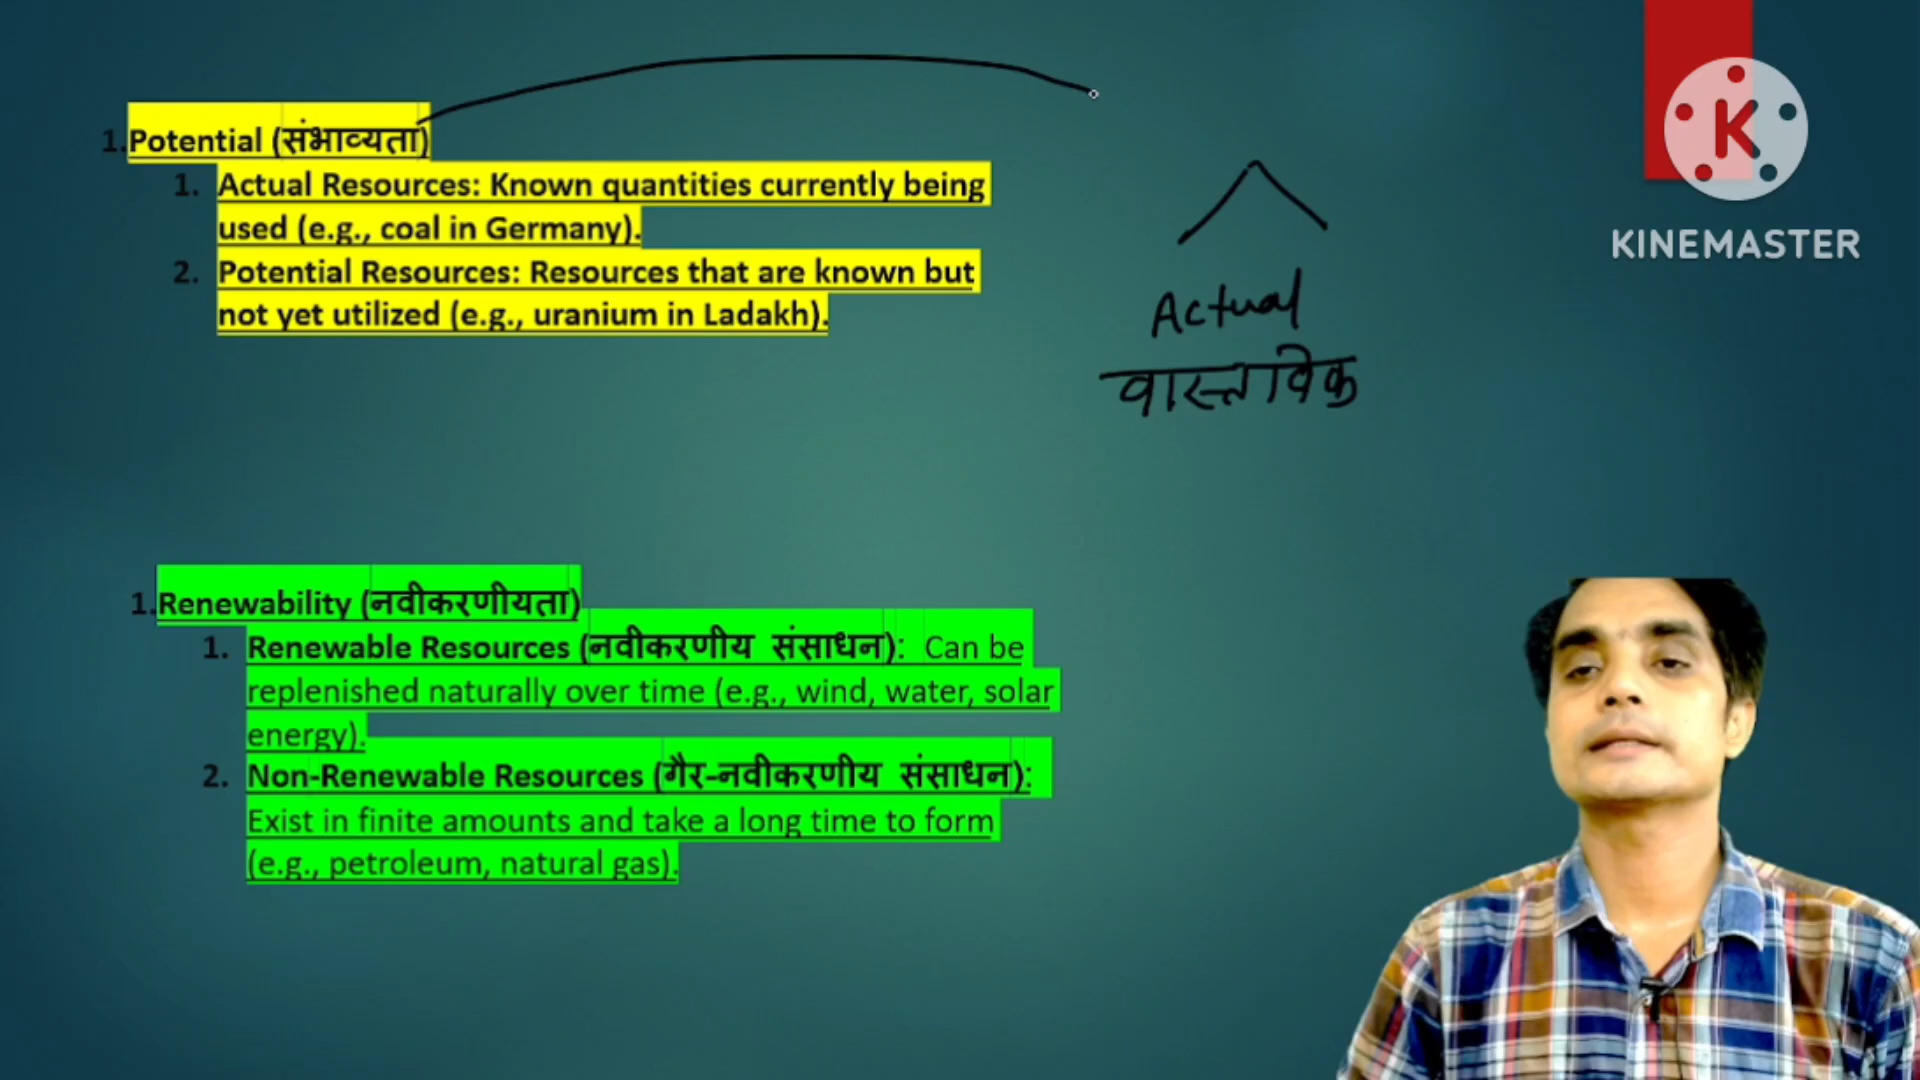 1.Potential (संभाव्यता)
1. Actual Resources: Known quantities currently being
used (e.g., coal in Germany).
2. Potential Resources: Resources that are known but
not yet utilized (e.g., uranium in Ladakh).
Actual
वास्तविक
K
KINEMASTER
1.Renewability (नवीकरणीयता)
1. Renewable Resources (नवीकरणीय संसाधन): Can be
replenished naturally over time (e.g., wind, water, solar
energy).
2. Non-Renewable Resources (गैर-नवीकरणीय संसाधन):
Exist in finite amounts and take a long time to form
(e.g., petroleum, natural gas).